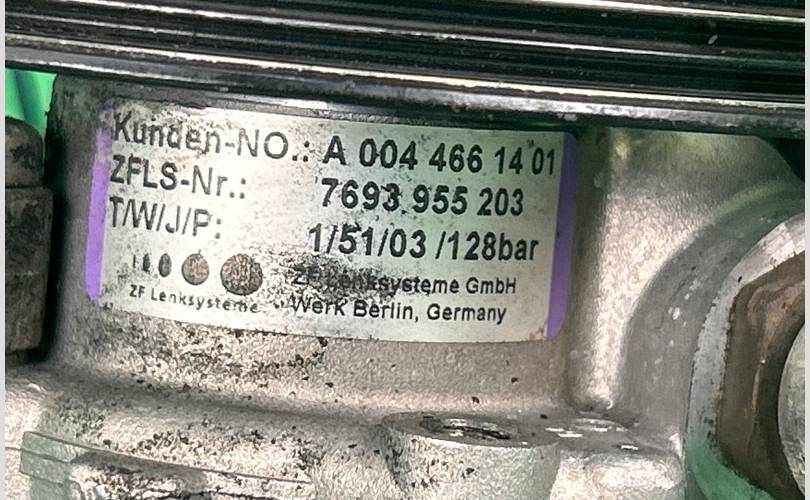 Kunden-NO.: A 004 466 14 01
ZFLS-Nr.: 7693 955 203
T/W/J/P: 1/51/03 /128bar
ZF Lenksysteme GmbH
ZF Lenksysteme Werk Berlin, Germany